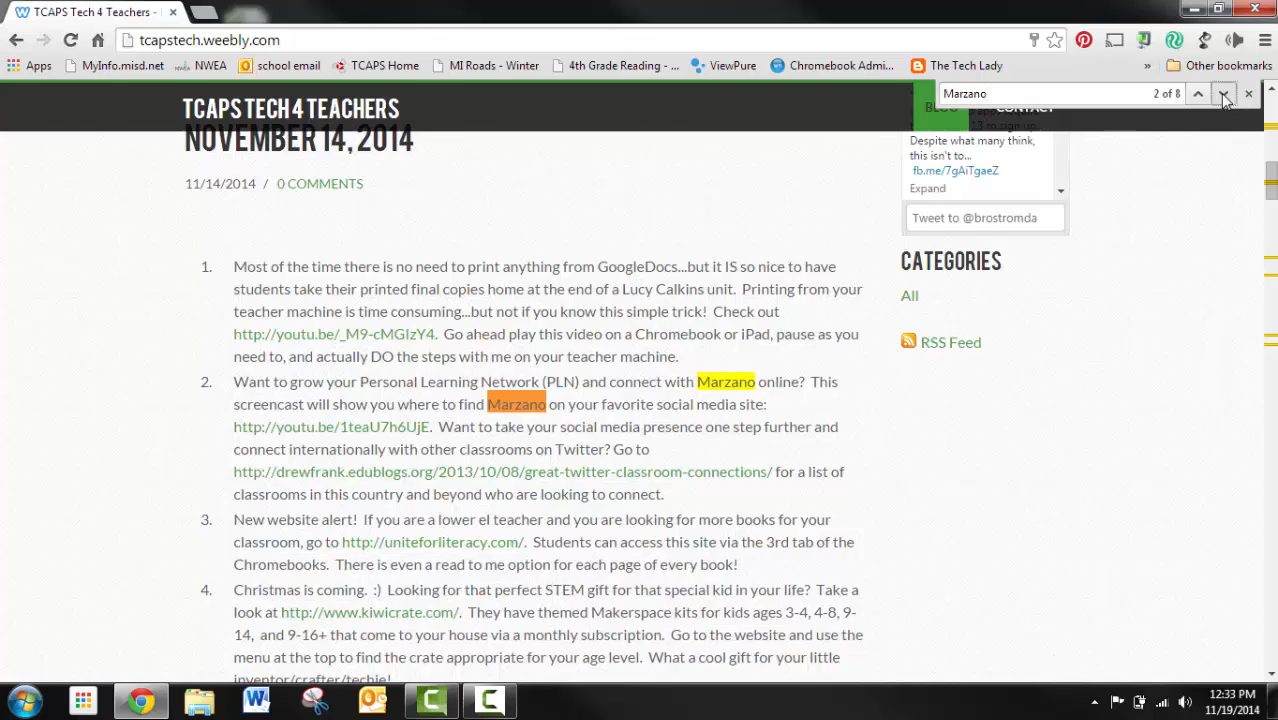 TCAPS Tech 4 Teachers -
tcapstech.weebly.com
Apps MyInfo.misd.net NWEA school email TCAPS Home MI Roads - Winter 4th Grade Reading - ... ViewPure Chromebook Admi... The Tech Lady » Other bookmarks
Marzano 2 of 8
TCAPS TECH 4 TEACHERS
CONTACT
NOVEMBER 14, 2014
Despite what many think,
this isn't to...
fb.me/7gAiTgaeZ
Expand
11/14/2014 / 0 COMMENTS
Tweet to @brostromda
CATEGORIES
All
RSS Feed
1. Most of the time there is no need to print anything from GoogleDocs...but it IS so nice to have
students take their printed final copies home at the end of a Lucy Calkins unit. Printing from your
teacher machine is time consuming...but not if you know this simple trick! Check out
http://youtu.be/_M9-cMGIzY4. Go ahead play this video on a Chromebook or iPad, pause as you
need to, and actually DO the steps with me on your teacher machine.
2. Want to grow your Personal Learning Network (PLN) and connect with Marzano online? This
screencast will show you where to find Marzano on your favorite social media site:
http://youtu.be/1teaU7h6UjE. Want to take your social media presence one step further and
connect internationally with other classrooms on Twitter? Go to
http://drewfrank.edublogs.org/2013/10/08/great-twitter-classroom-connections/ for a list of
classrooms in this country and beyond who are looking to connect.
3. New website alert! If you are a lower el teacher and you are looking for more books for your
classroom, go to http://uniteforliteracy.com/. Students can access this site via the 3rd tab of the
Chromebooks. There is even a read to me option for each page of every book!
4. Christmas is coming. :) Looking for that perfect STEM gift for that special kid in your life? Take a
look at http://www.kiwicrate.com/. They have themed Makerspace kits for kids ages 3-4, 4-8, 9-
14, and 9-16+ that come to your house via a monthly subscription. Go to the website and use the
menu at the top to find the crate appropriate for your age level. What a cool gift for your little
inventor/crafter/techie!
12:33 PM
11/19/2014